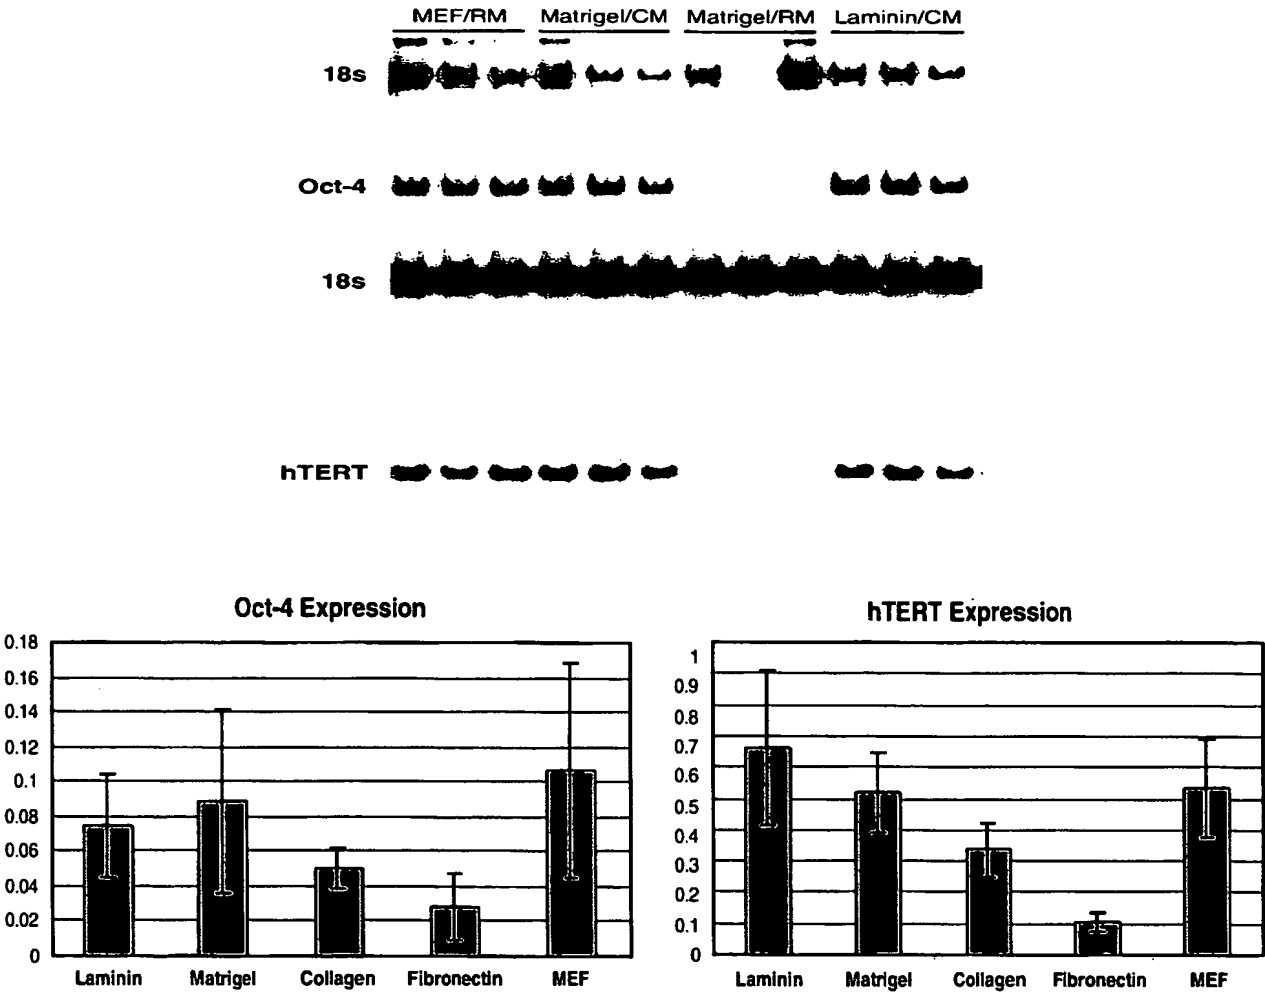 MEF/RM Matrigel/CM Matrigel/RM Laminin/CM
18s
Oct-4
18s
hTERT
Oct-4 Expression
0.18
0.16
0.14
0.12
0.1
0.08
0.06
0.04
0.02
0
Laminin Matrigel Collagen Fibronectin MEF
hTERT Expression
1
0.9
0.8
0.7
0.6
0.5
0.4
0.3
0.2
0.1
0
Laminin Matrigel Collagen Fibronectin MEF